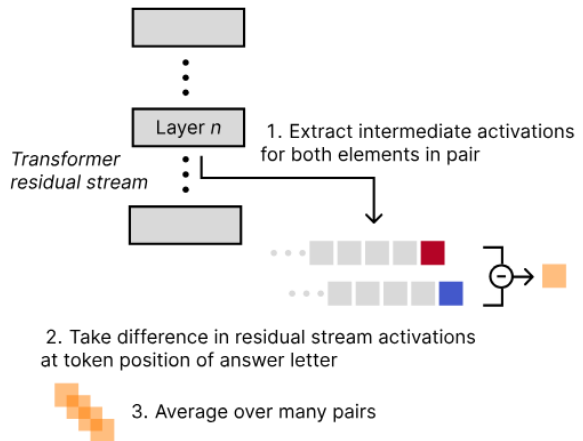 Layer n
1. Extract intermediate activations
for both elements in pair
Transformer
residual stream
2. Take difference in residual stream activations
at token position of answer letter
3. Average over many pairs